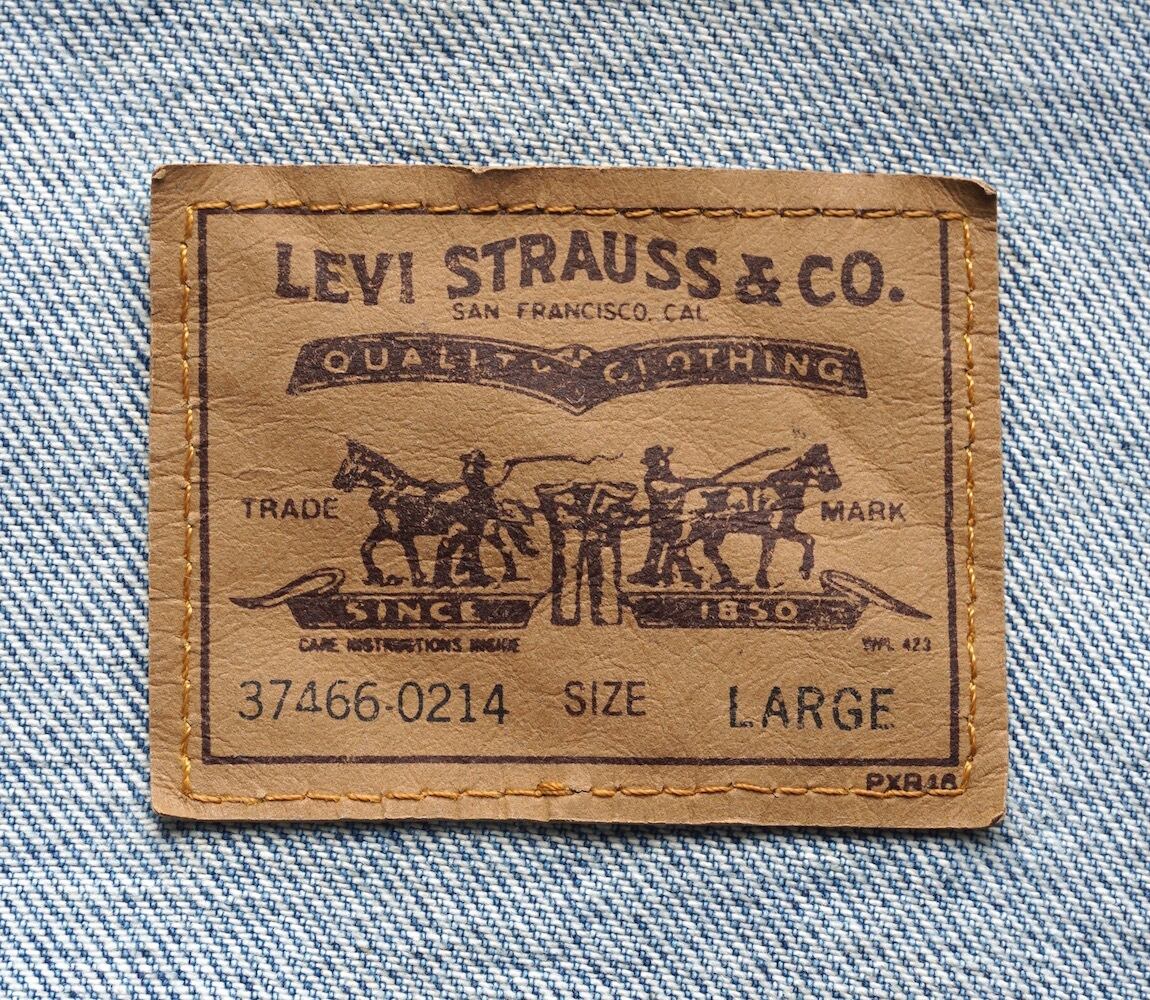 LEVI STRAUSS & CO.
SAN FRANCISCO, CAL
QUALITY CLOTHING
TRADE MARK
SINCE 1850
CARE INSTRUCTIONS INSIDE WPL 423
37466-0214 SIZE LARGE